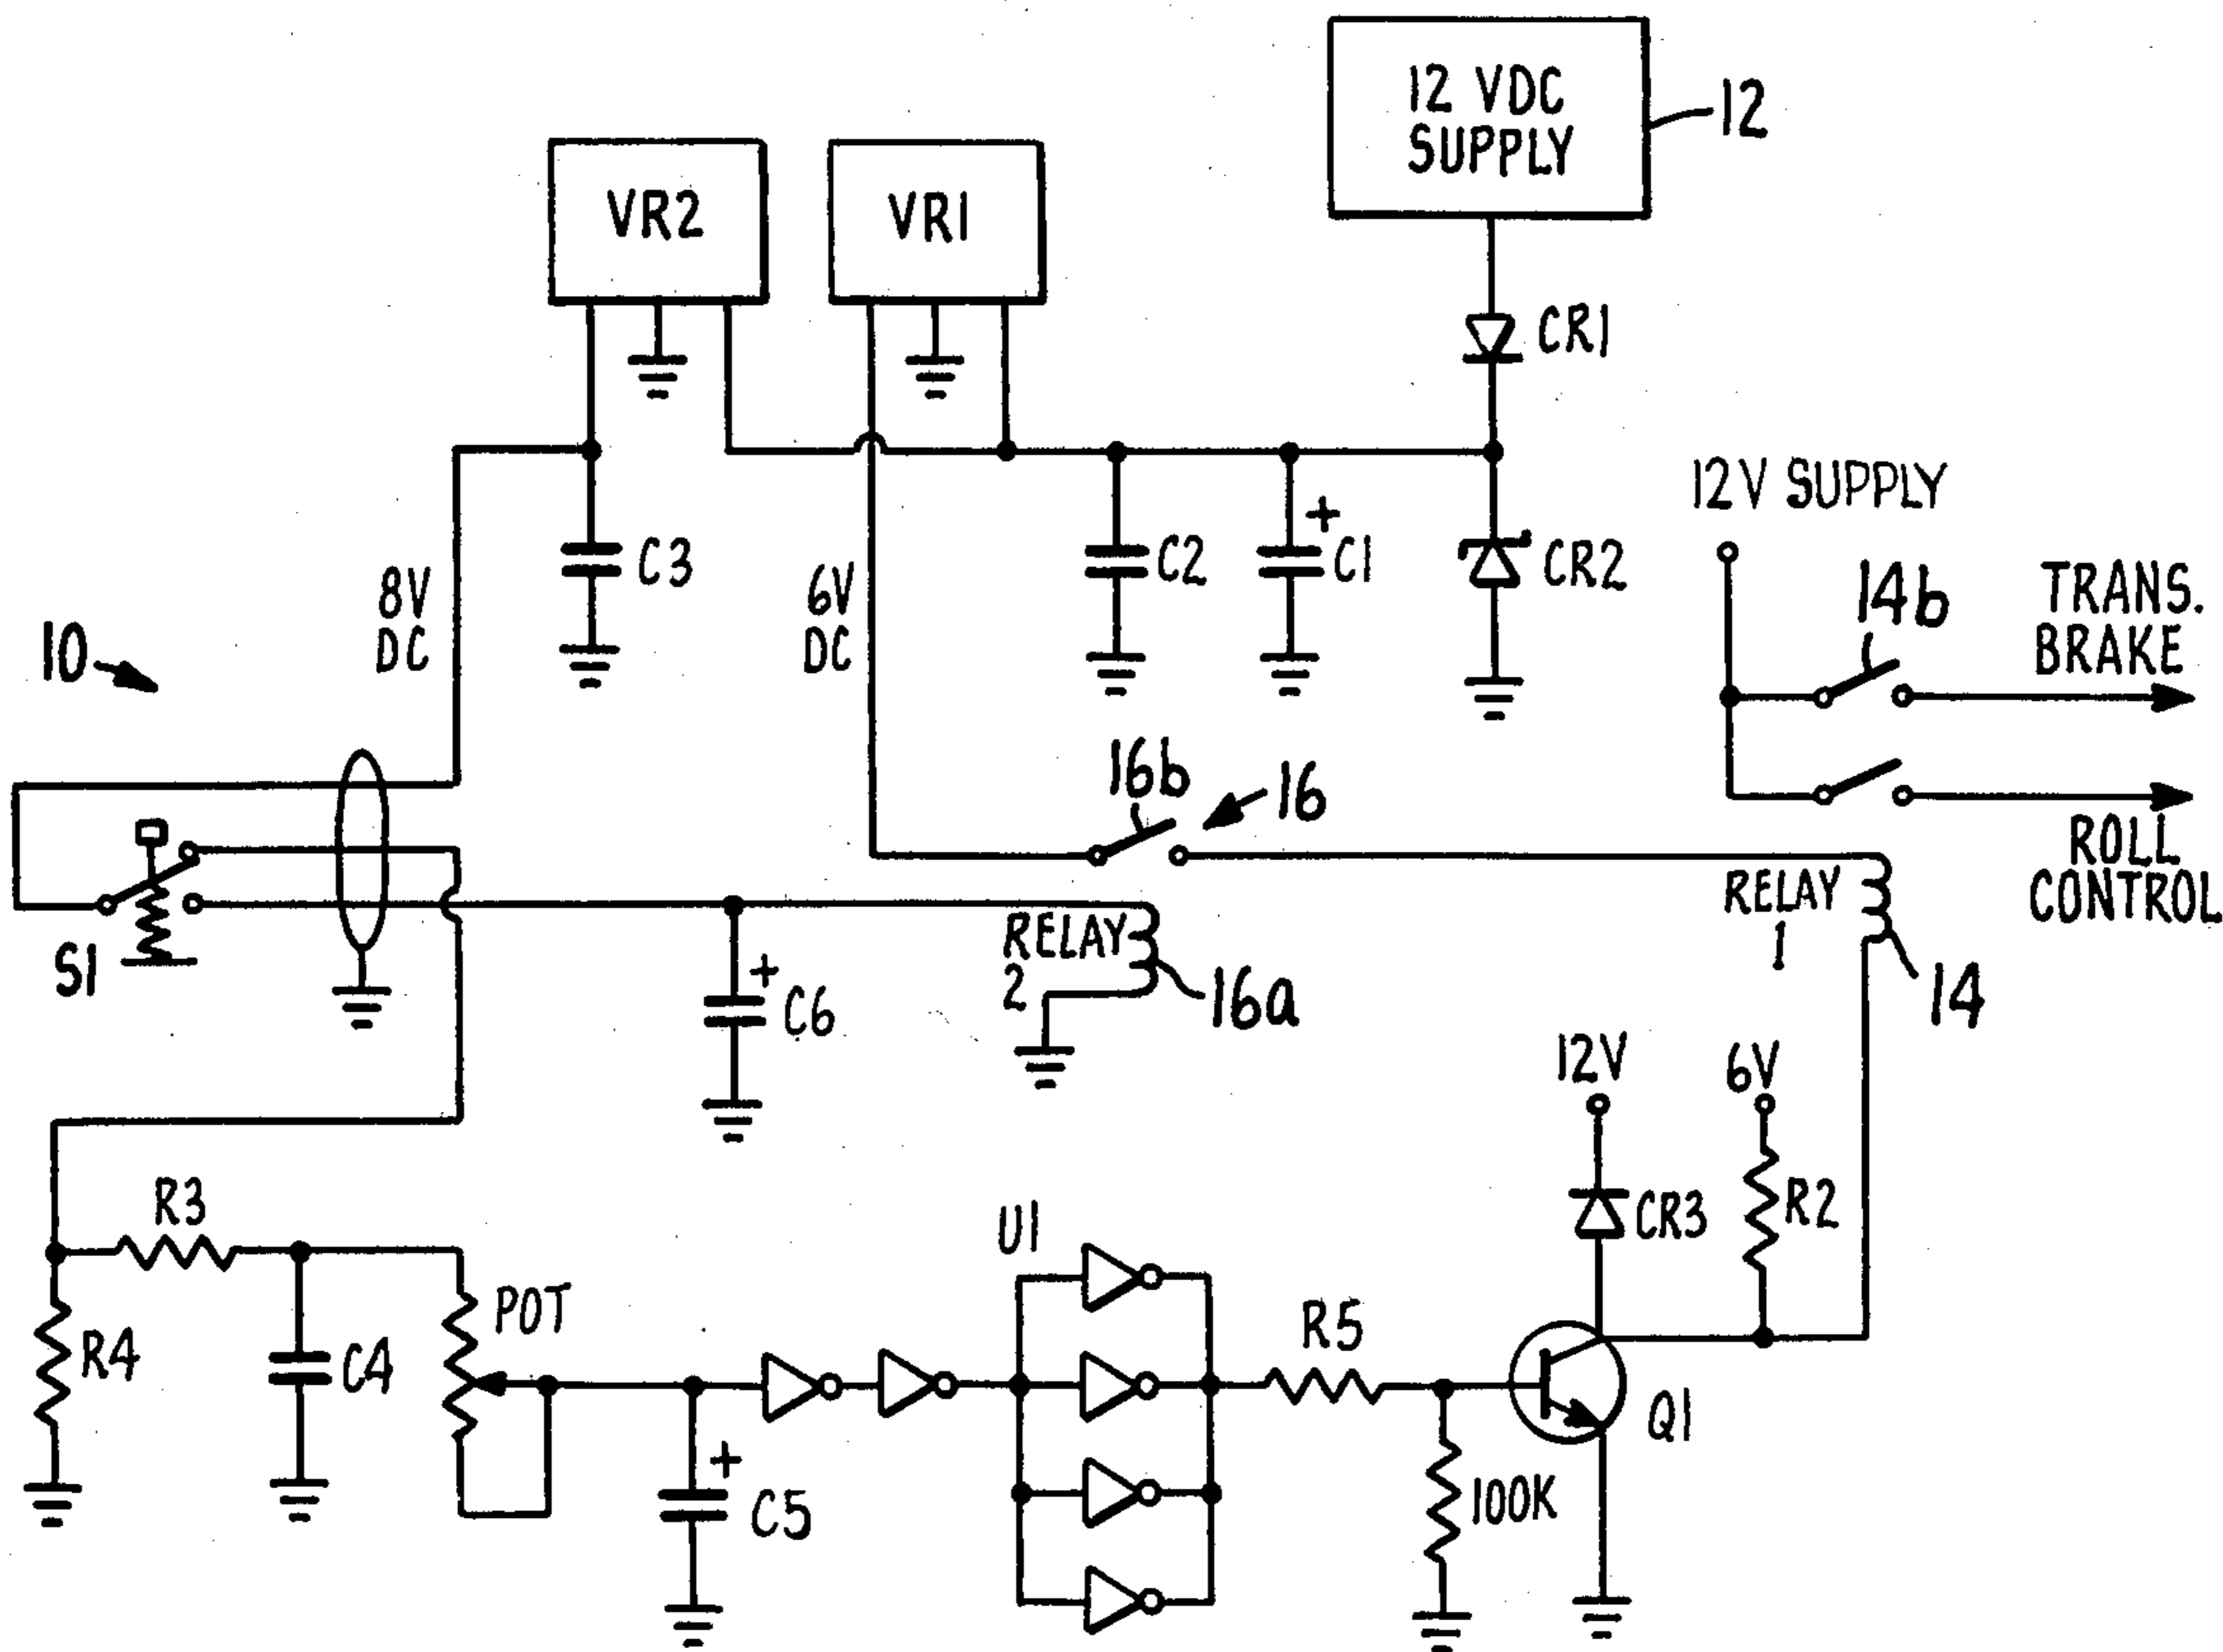 12 VDC
SUPPLY
12
VR2
VR1
CR1
12V SUPPLY
+
C3
C2
C1
CR2
8V
DC
6V
DC
14b
TRANS.
BRAKE
10
16b
16
ROLL
CONTROL
RELAY
1
S1
RELAY
2
+
C6
16a
14
12V
6V
R3
U1
CR3
R2
POT
R4
C4
R5
Q1
+
C5
100K